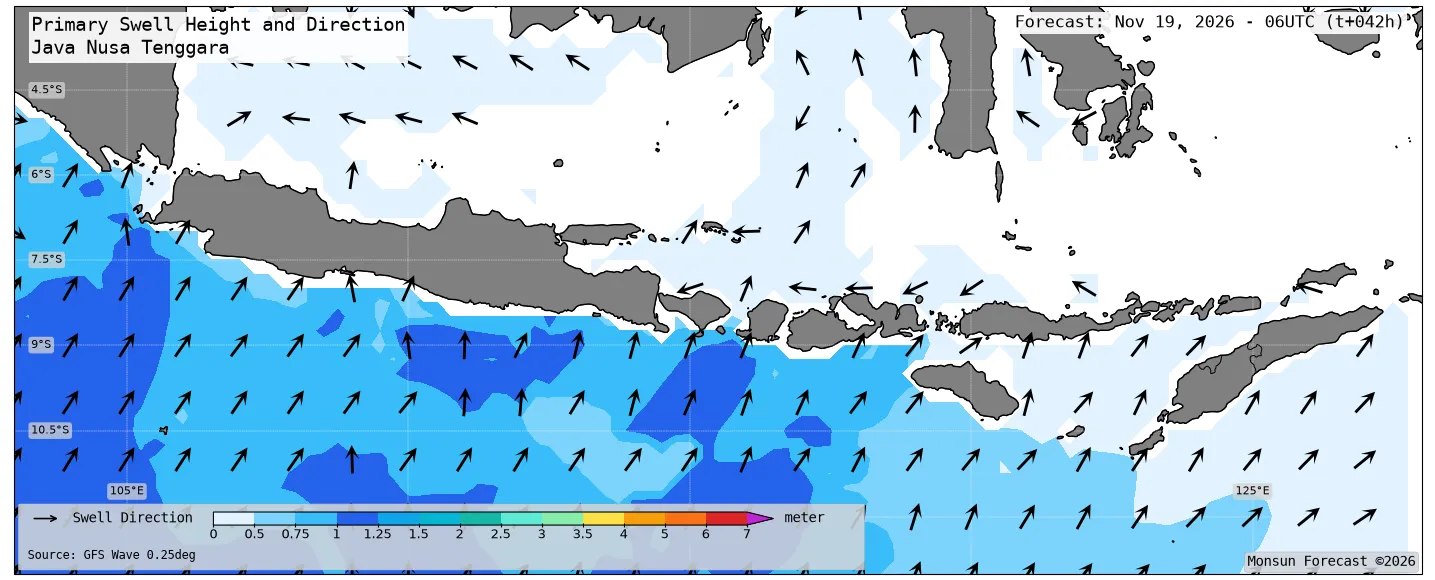 Primary Swell Height and Direction
Java Nusa Tenggara
Forecast: Nov 19, 2026 - 06UTC (t+042h)
4.5°S
6°S
7.5°S
9°S
10.5°S
105°E
125°E
Swell Direction
0 0.5 0.75 1 1.25 1.5 2 2.5 3 3.5 4 5 6 7
meter
Source: GFS Wave 0.25deg
Monsun Forecast ©2026